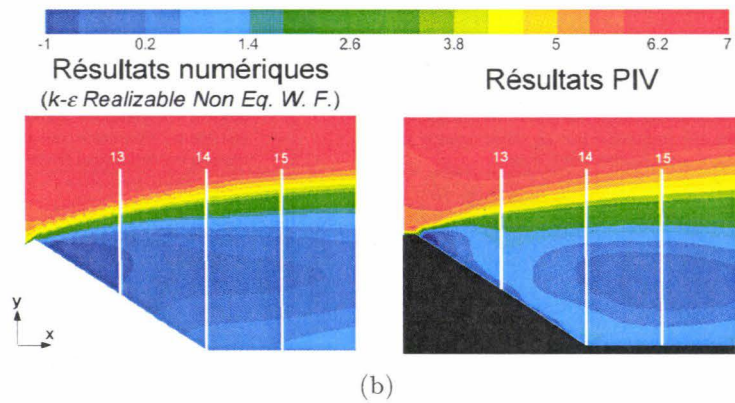 -1 0.2 1.4 2.6 3.8 5 6.2 7
Résultats numériques
(k-ε Realizable Non Eq. W. F.)
Résultats PIV
13 14 15
13 14 15
y
x
(b)